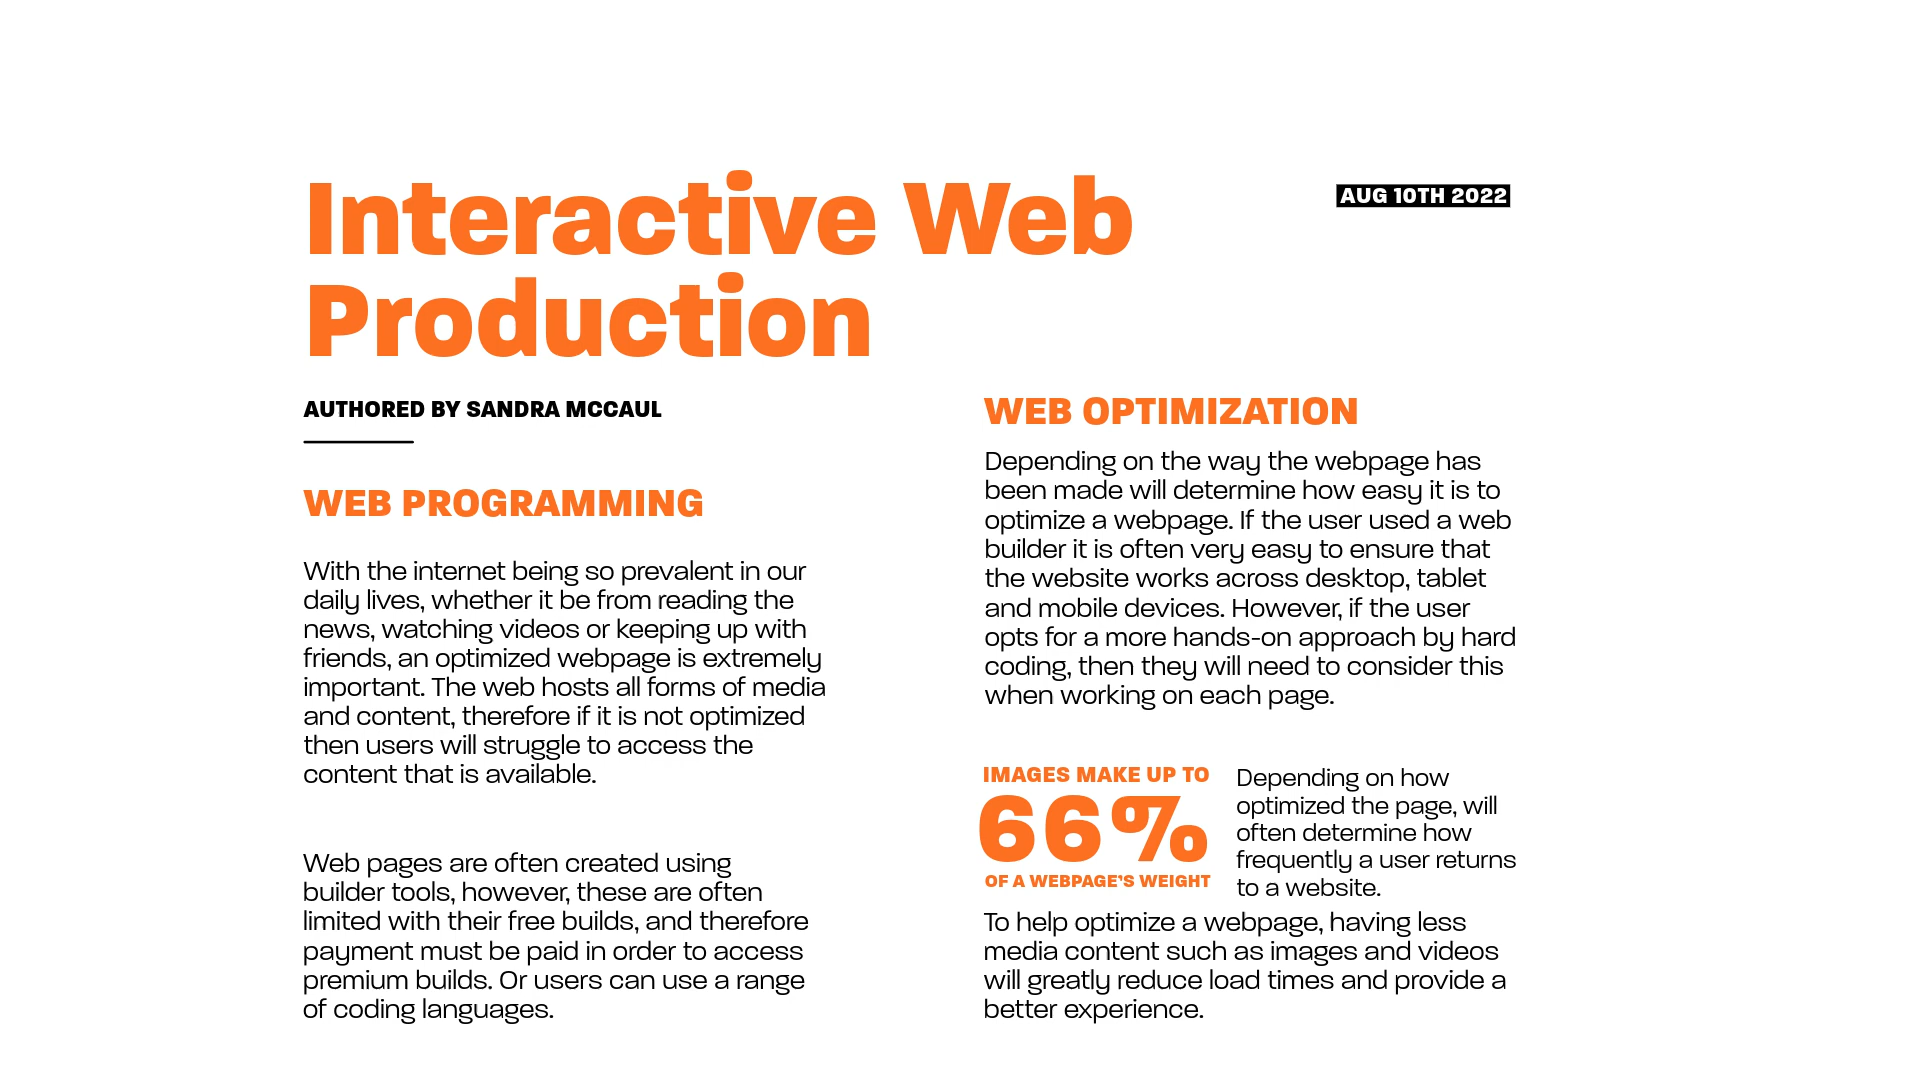 Interactive Web
Production
AUG 10TH 2022
AUTHORED BY SANDRA MCCAUL
WEB PROGRAMMING
With the internet being so prevalent in our
daily lives, whether it be from reading the
news, watching videos or keeping up with
friends, an optimized webpage is extremely
important. The web hosts all forms of media
and content, therefore if it is not optimized
then users will struggle to access the
content that is available.
Web pages are often created using
builder tools, however, these are often
limited with their free builds, and therefore
payment must be paid in order to access
premium builds. Or users can use a range
of coding languages.
WEB OPTIMIZATION
Depending on the way the webpage has
been made will determine how easy it is to
optimize a webpage. If the user used a web
builder it is often very easy to ensure that
the website works across desktop, tablet
and mobile devices. However, if the user
opts for a more hands-on approach by hard
coding, then they will need to consider this
when working on each page.
IMAGES MAKE UP TO
66%
OF A WEBPAGE’S WEIGHT
Depending on how
optimized the page, will
often determine how
frequently a user returns
to a website.
To help optimize a webpage, having less
media content such as images and videos
will greatly reduce load times and provide a
better experience.